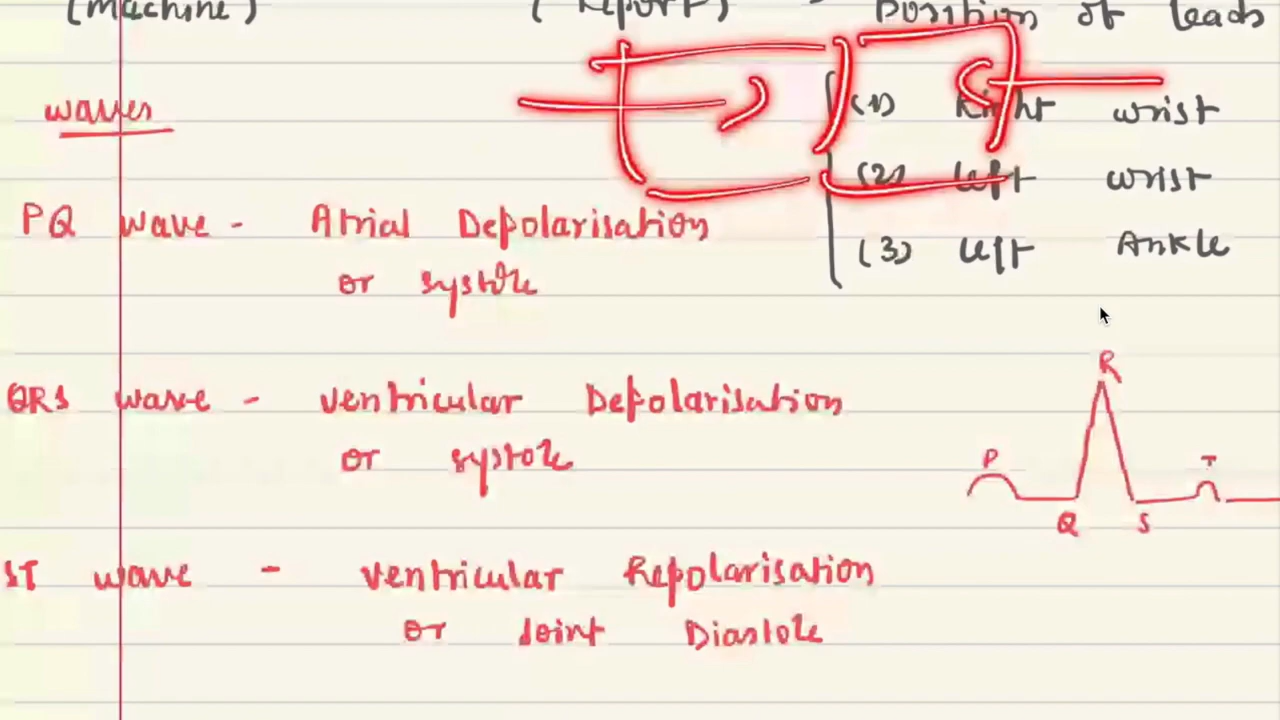 (Machine) (Report) - Position of leads
waves
(1) Right wrist
(2) left wrist
(3) left Ankle
PQ wave - Atrial Depolarisation
or systole
QRS wave - ventricular Depolarisation
or systole
ST wave - ventricular Repolarisation
or Joint Diastole
R
P
T
Q
S